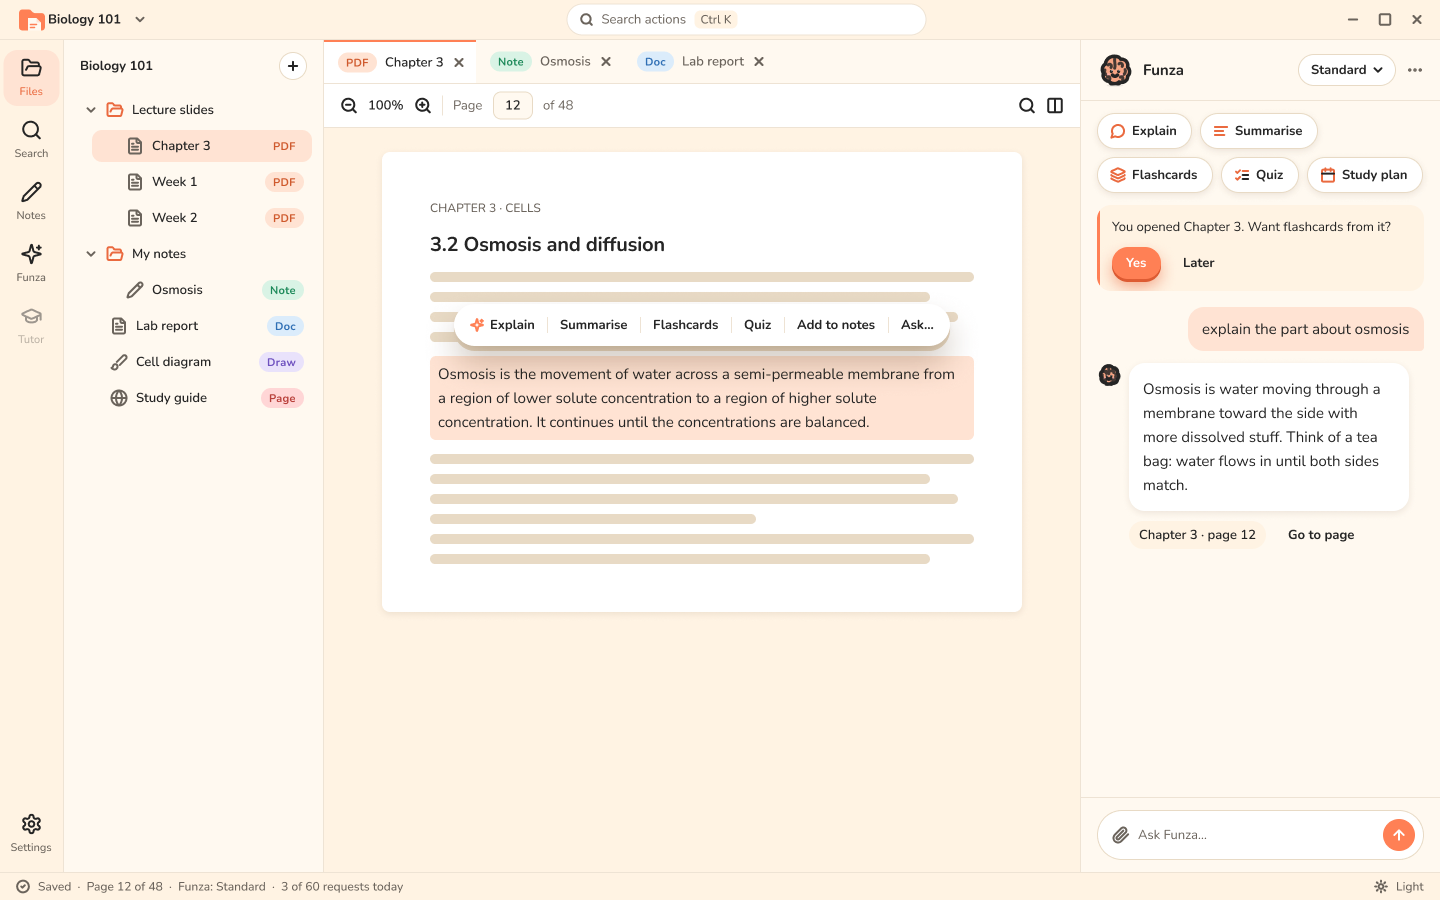 Biology 101
Search actions Ctrl K
Files
Search
Notes
Funza
Tutor
Settings
Biology 101
Lecture slides
Chapter 3 PDF
Week 1 PDF
Week 2 PDF
My notes
Osmosis Note
Lab report Doc
Cell diagram Draw
Study guide Page
PDF Chapter 3
Note Osmosis
Doc Lab report
100% Page 12 of 48
CHAPTER 3 · CELLS
3.2 Osmosis and diffusion
Explain Summarise Flashcards Quiz Add to notes Ask...
Osmosis is the movement of water across a semi-permeable membrane from
a region of lower solute concentration to a region of higher solute
concentration. It continues until the concentrations are balanced.
Funza Standard
Explain Summarise
Flashcards Quiz Study plan
You opened Chapter 3. Want flashcards from it?
Yes Later
explain the part about osmosis
Osmosis is water moving through a
membrane toward the side with
more dissolved stuff. Think of a tea
bag: water flows in until both sides
match.
Chapter 3 · page 12 Go to page
Ask Funza...
Saved · Page 12 of 48 · Funza: Standard · 3 of 60 requests today
Light